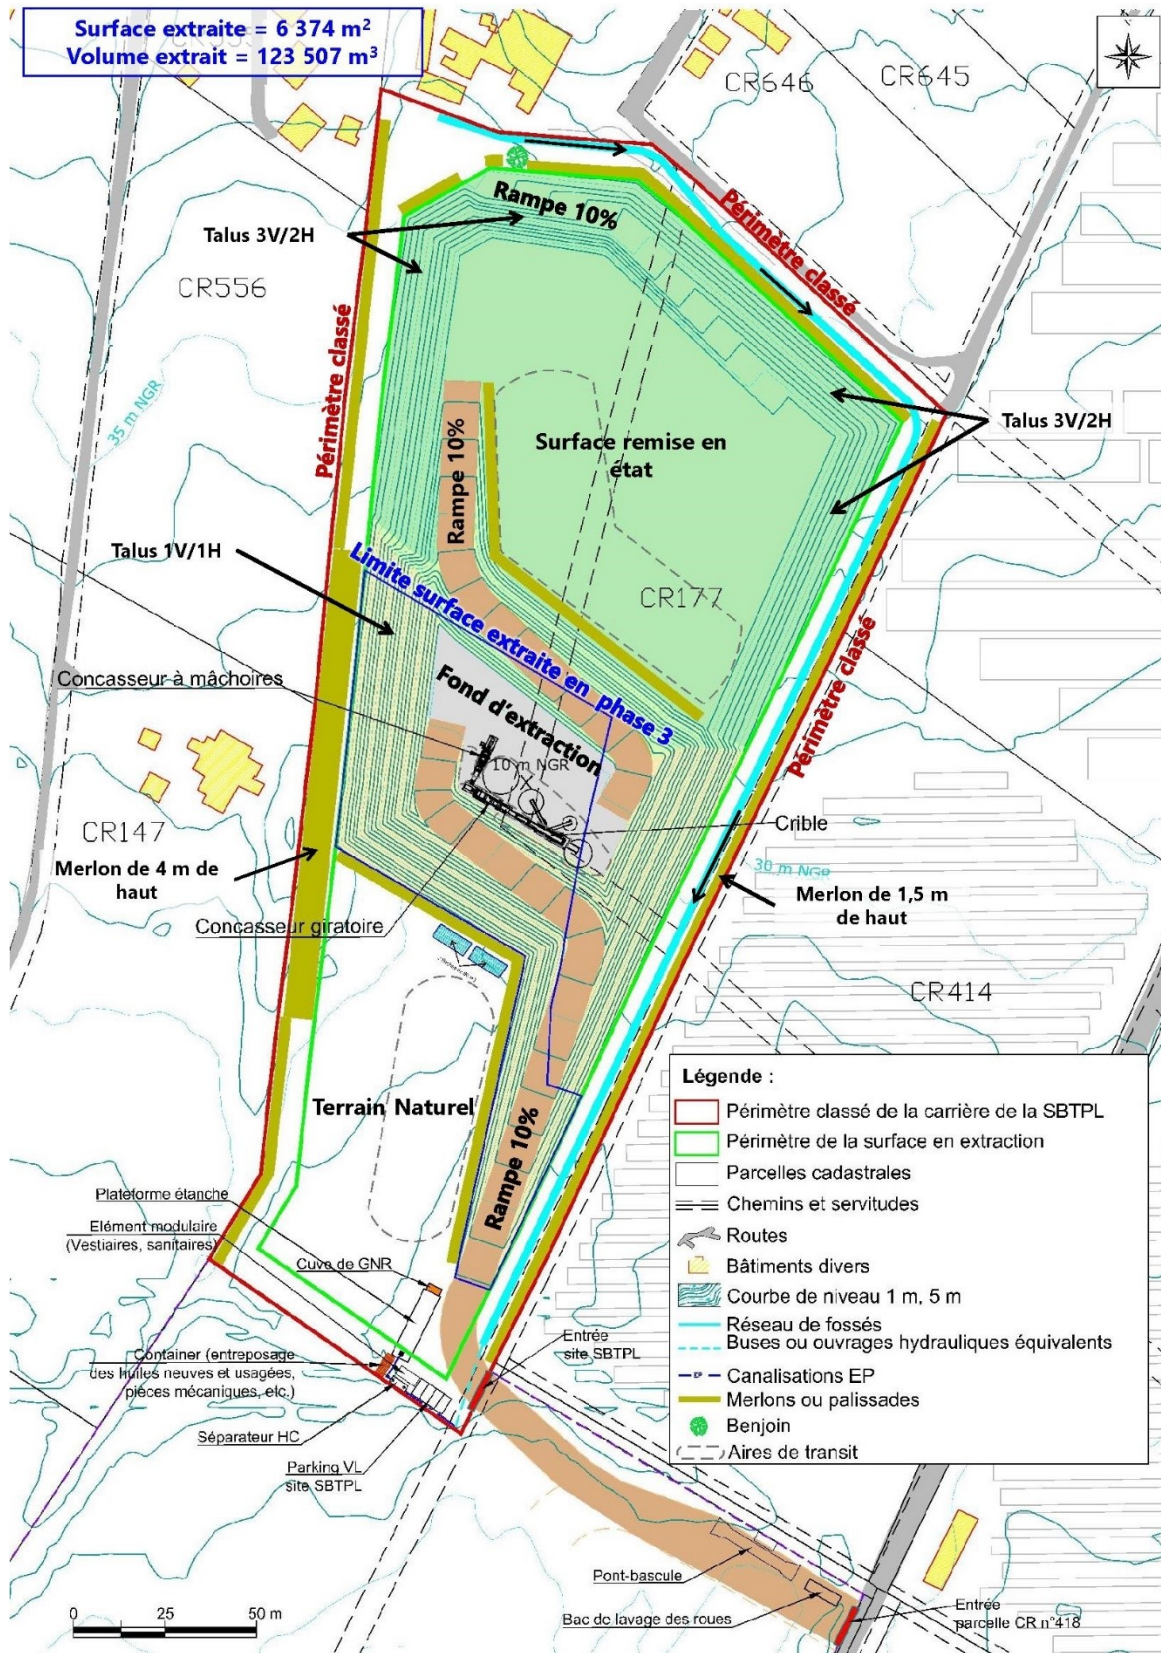 Surface extraite = 6 374 m²
Volume extrait = 123 507 m³
CR646
CR645
Rampe 10%
Périmètre classé
Talus 3V/2H
CR556
Périmètre classé
35 m NGR
Talus 3V/2H
Surface remise en
état
Rampe 10%
Talus 1V/1H
Limite surface extraite en phase 3
CR177
Périmètre classé
Concasseur à mâchoires
Fond d'extraction
10 m NGR
CR147
Crible
Merlon de 4 m de
haut
30 m NGR
Merlon de 1,5 m
de haut
Concasseur giratoire
CR414
Terrain Naturel
Rampe 10%
Plateforme étanche
Elément modulaire
(Vestiaires, sanitaires)
Cuve de GNR
Entrée
site SBTPL
Container (entreposage
des huiles neuves et usagées,
pièces mécaniques, etc.)
Séparateur HC
Parking VL
site SBTPL
Légende :
Périmètre classé de la carrière de la SBTPL
Périmètre de la surface en extraction
Parcelles cadastrales
Chemins et servitudes
Routes
Bâtiments divers
Courbe de niveau 1 m, 5 m
Réseau de fossés
Buses ou ouvrages hydrauliques équivalents
Canalisations EP
Merlons ou palissades
Benjoin
Aires de transit
Pont-bascule
Bac de lavage des roues
Entrée
parcelle CR n°418
0 25 50 m